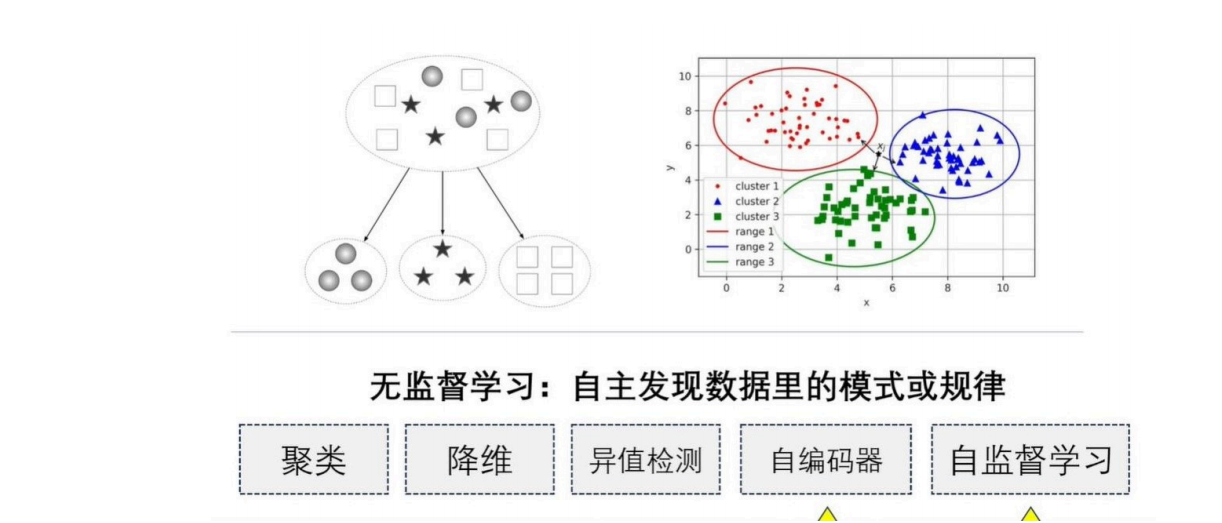 10
8
6
4
2
0
y
xj
cluster 1
cluster 2
cluster 3
range 1
range 2
range 3
0 2 4 6 8 10
x
无监督学习：自主发现数据里的模式或规律
聚类 降维 异值检测 自编码器 自监督学习